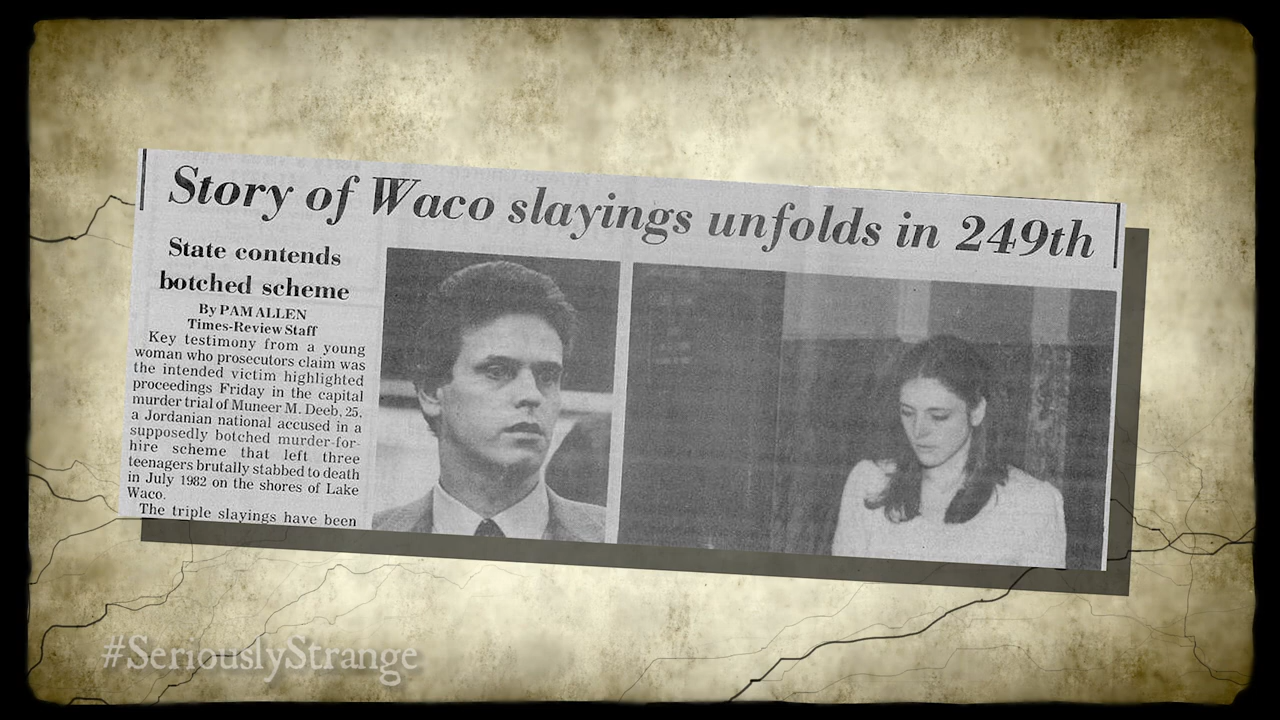 Story of Waco slayings unfolds in 249th
State contends
botched scheme
By PAM ALLEN
Times-Review Staff
Key testimony from a young
woman who prosecutors claim was
the intended victim highlighted
proceedings Friday in the capital
murder trial of Muneer M. Deeb, 25,
a Jordanian national accused in a
supposedly botched murder-for-
hire scheme that left three
teenagers brutally stabbed to death
in July 1982 on the shores of Lake
Waco.
The triple slayings have been
#SeriouslyStrange